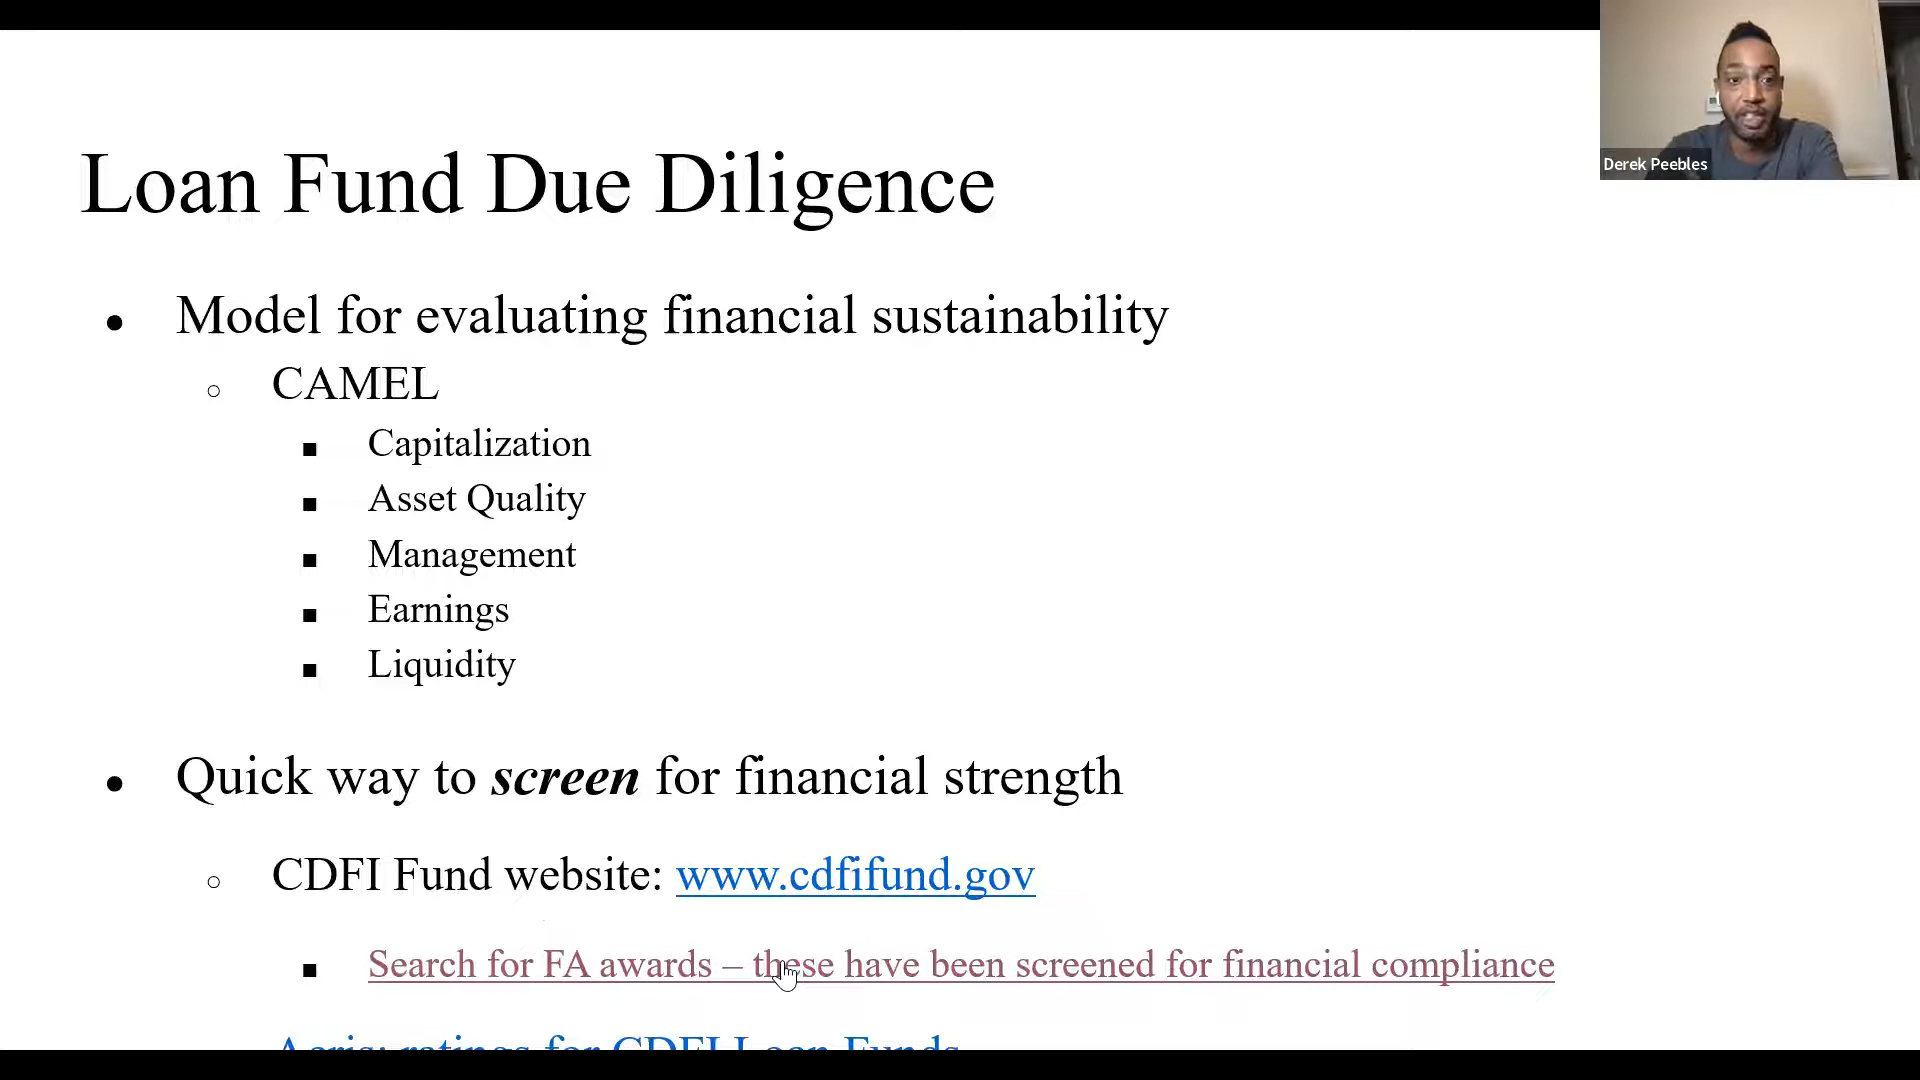 Derek Peebles
Loan Fund Due Diligence
● Model for evaluating financial sustainability
○ CAMEL
■ Capitalization
■ Asset Quality
■ Management
■ Earnings
■ Liquidity
● Quick way to screen for financial strength
○ CDFI Fund website: www.cdfifund.gov
■ Search for FA awards – these have been screened for financial compliance
Aeris: ratings for CDFI Loan Funds